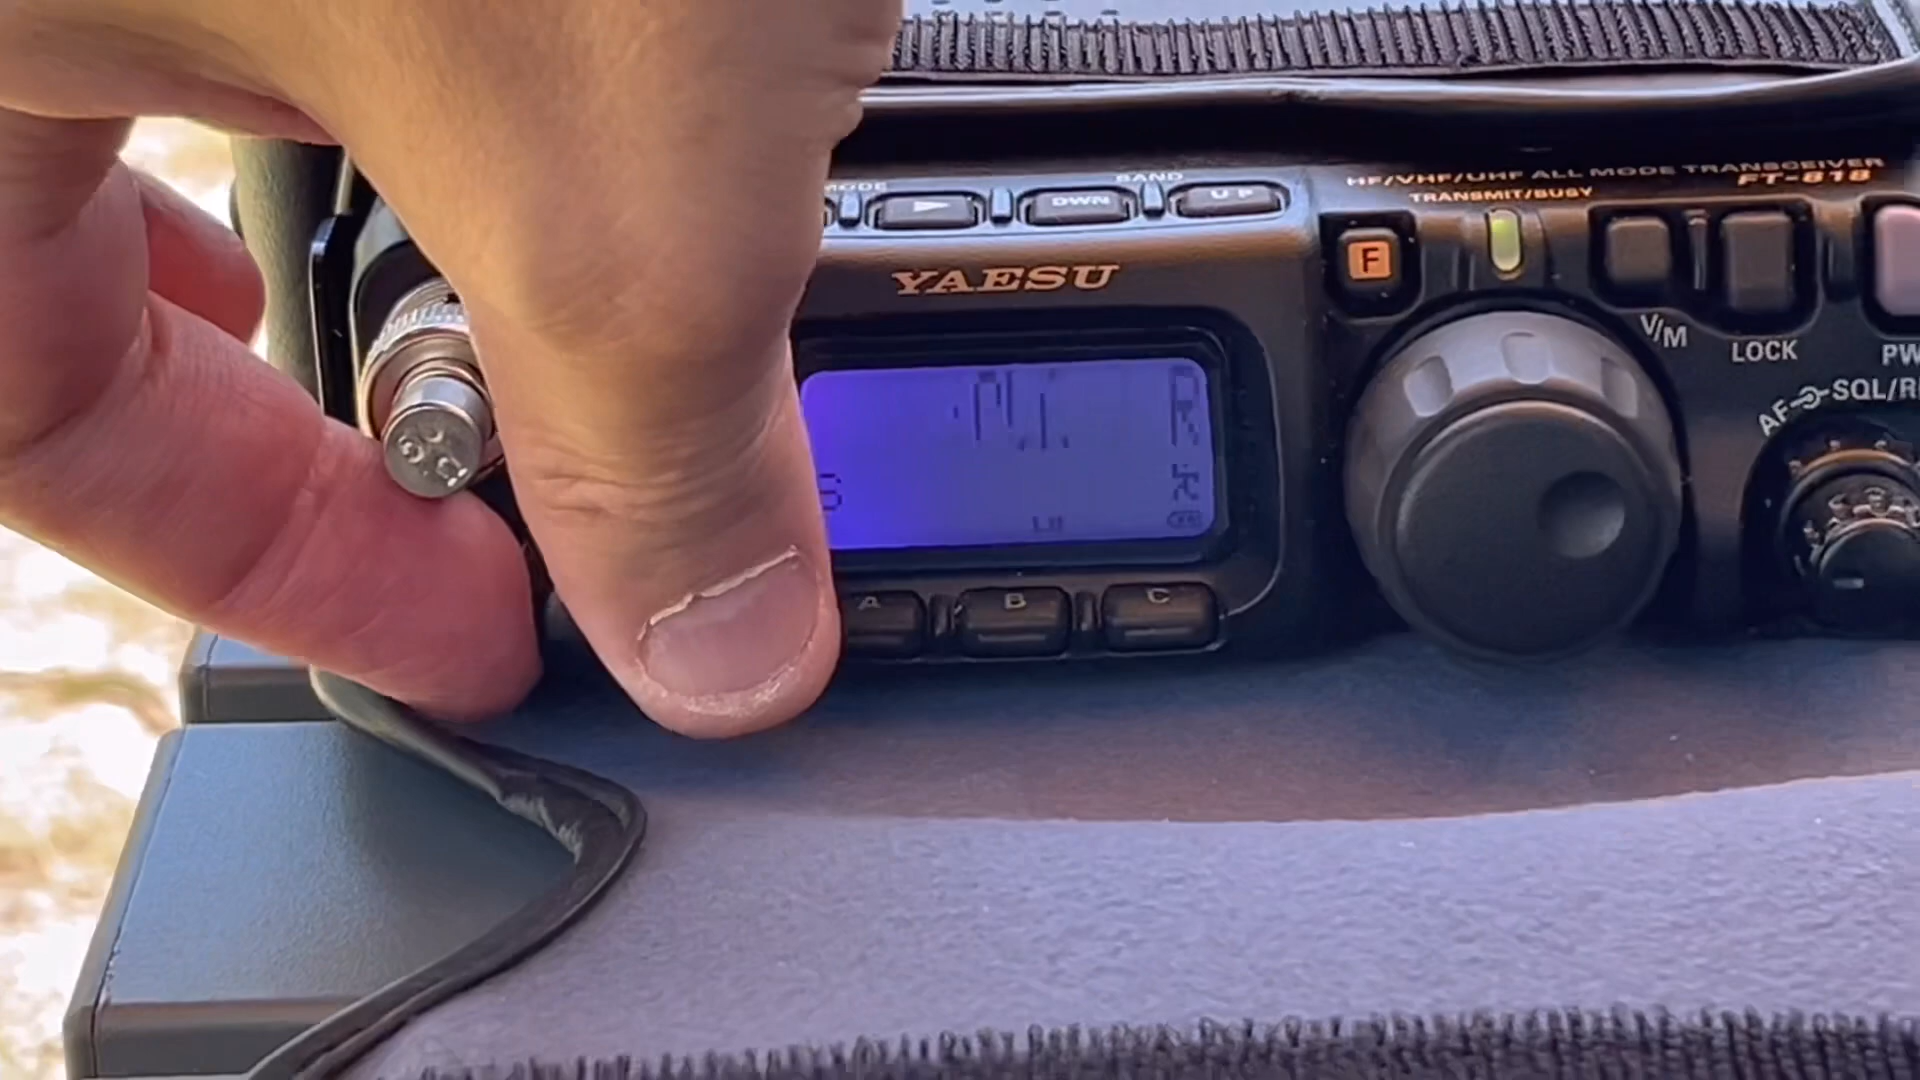 HF/VHF/UHF ALL MODE TRANSCEIVER
FT-818
MODE
BAND
TRANSMIT/BUSY
DWN
UP
F
YAESU
V/M
LOCK
AF
SQL/
S
A
B
C